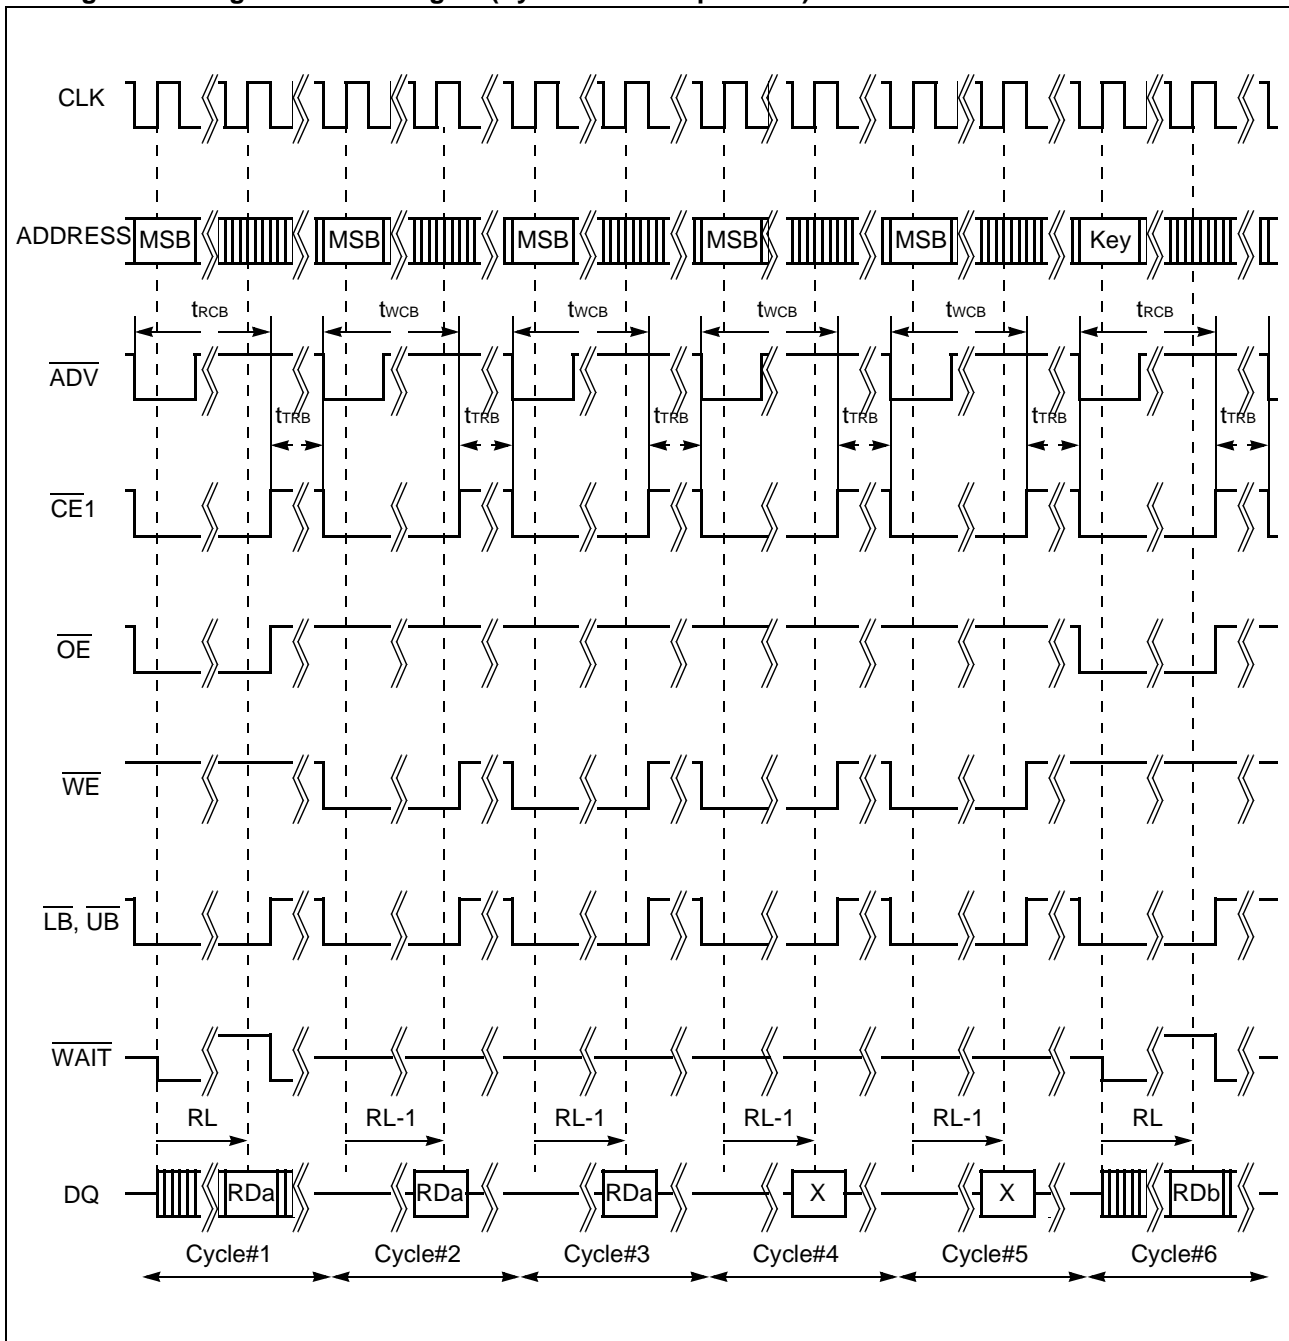 CLK
ADDRESS MSB MSB MSB MSB MSB Key
tRCB tWCB tWCB tWCB tWCB tRCB
ADV
tTRB tTRB tTRB tTRB tTRB tTRB
CE1
OE
WE
LB, UB
WAIT
RL RL-1 RL-1 RL-1 RL-1 RL
DQ RDa RDa RDa X X RDb
Cycle#1 Cycle#2 Cycle#3 Cycle#4 Cycle#5 Cycle#6